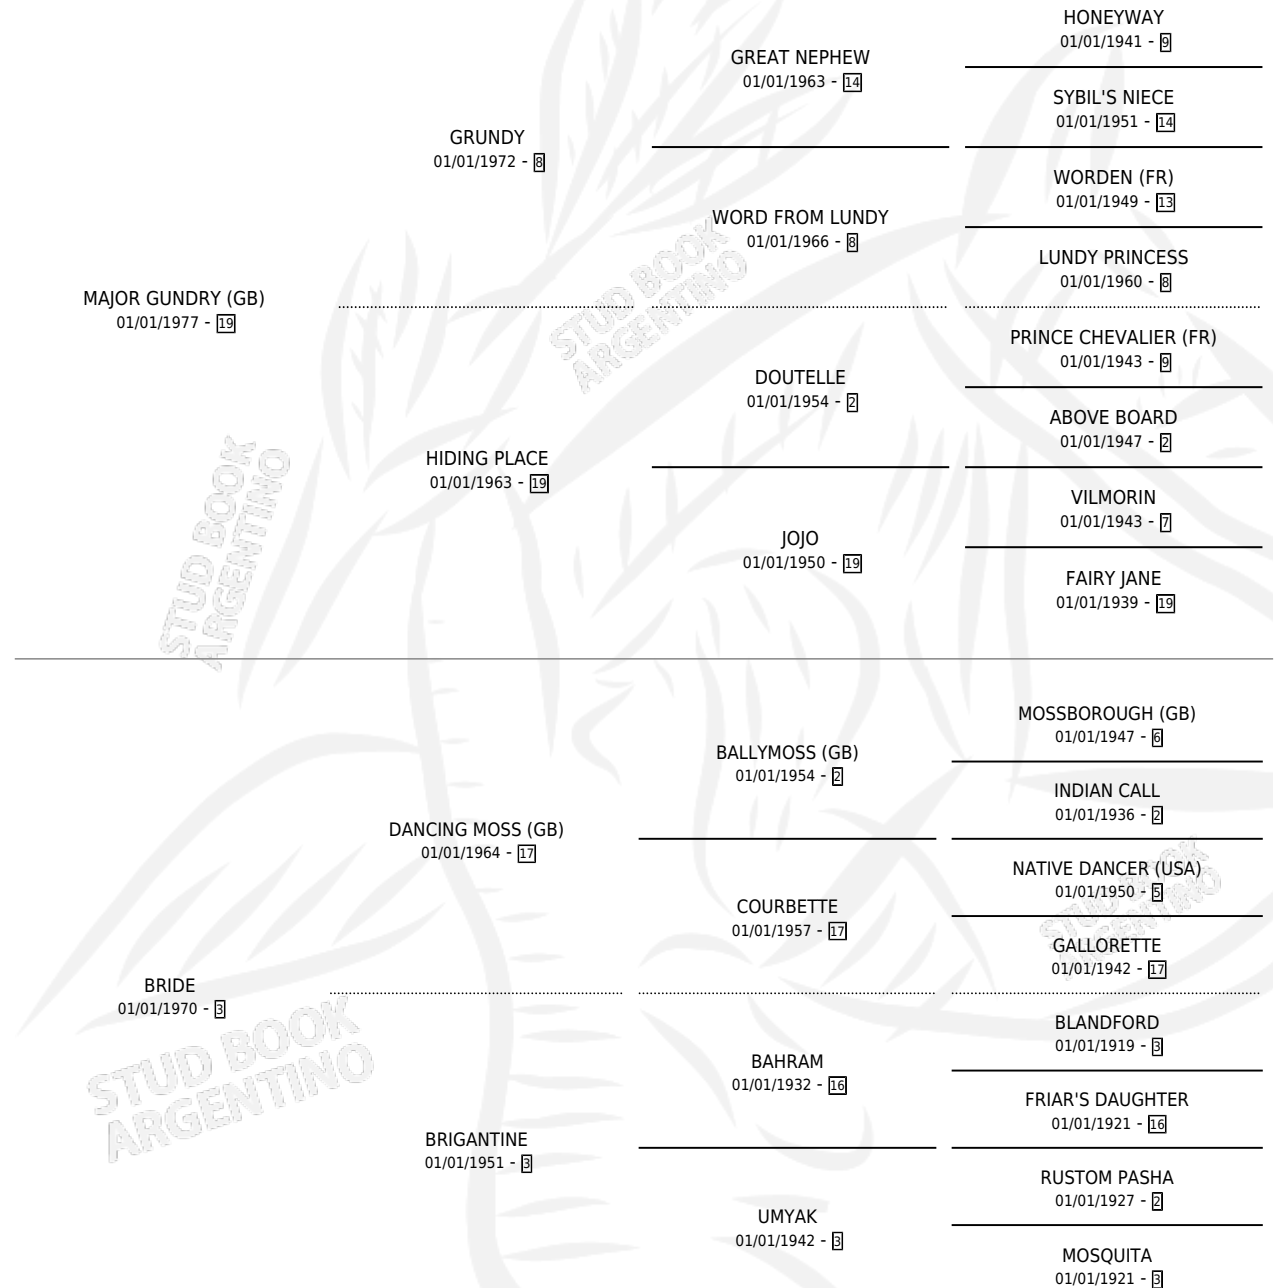 HONEYWAY
01/01/1941 - 9
GREAT NEPHEW
01/01/1963 - 14
SYBIL'S NIECE
01/01/1951 - 14
GRUNDY
01/01/1972 - 8
WORDEN (FR)
01/01/1949 - 13
WORD FROM LUNDY
01/01/1966 - 8
LUNDY PRINCESS
01/01/1960 - 8
MAJOR GUNDRY (GB)
01/01/1977 - 19
STUD BOOK
ARGENTINO
PRINCE CHEVALIER (FR)
01/01/1943 - 9
DOUTELLE
01/01/1954 - 2
ABOVE BOARD
01/01/1947 - 2
HIDING PLACE
01/01/1963 - 19
VILMORIN
01/01/1943 - 7
JOJO
01/01/1950 - 19
FAIRY JANE
01/01/1939 - 19
STUD BOOK
ARGENTINO
MOSSBOROUGH (GB)
01/01/1947 - 6
BALLYMOSS (GB)
01/01/1954 - 2
INDIAN CALL
01/01/1936 - 2
DANCING MOSS (GB)
01/01/1964 - 17
NATIVE DANCER (USA)
01/01/1950 - 5
COURBETTE
01/01/1957 - 17
STUD BOOK
ARGENTINO
GALLORETTE
01/01/1942 - 17
BRIDE
01/01/1970 - 3
BLANDFORD
01/01/1919 - 3
BAHRAM
01/01/1932 - 16
STUD BOOK
ARGENTINO
FRIAR'S DAUGHTER
01/01/1921 - 16
BRIGANTINE
01/01/1951 - 3
RUSTOM PASHA
01/01/1927 - 2
UMYAK
01/01/1942 - 3
MOSQUITA
01/01/1921 - 3